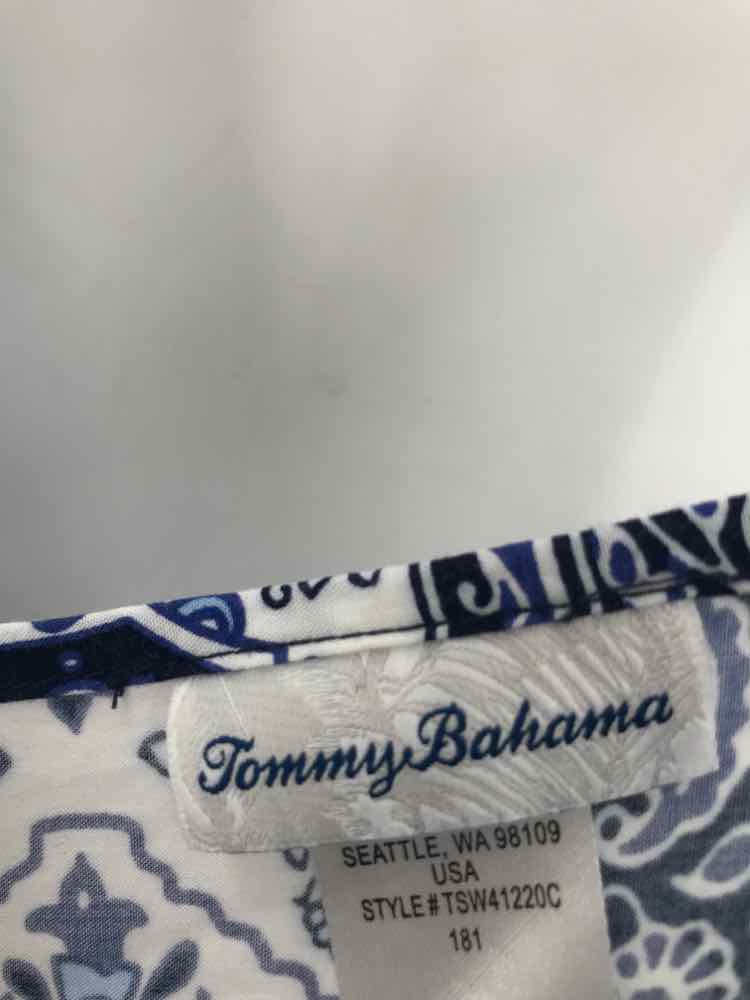 Tommy Bahama
SEATTLE, WA 98109
USA
STYLE#TSW41220C
181